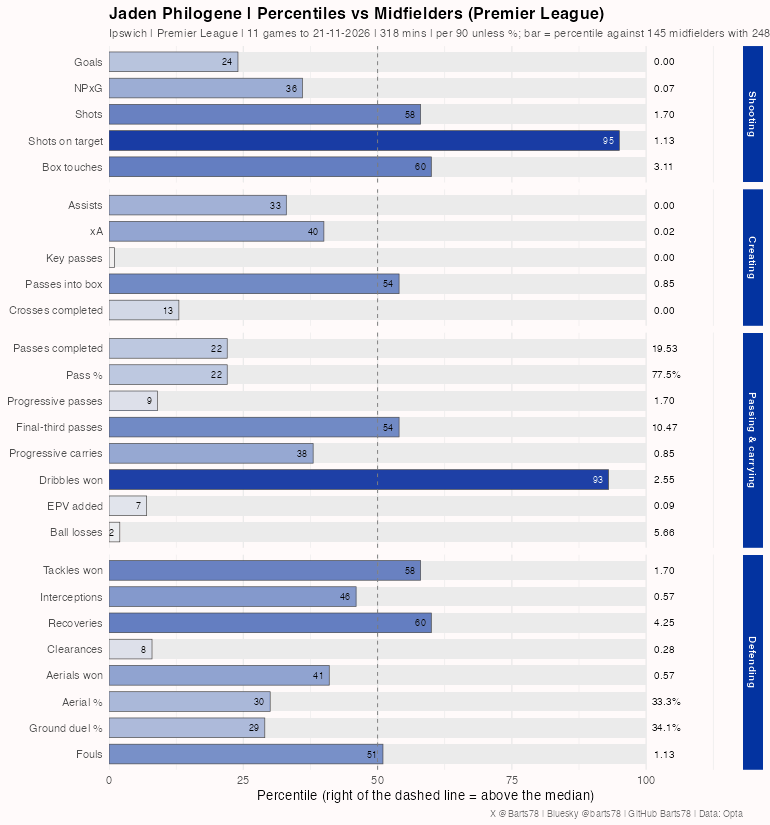 Jaden Philogene | Percentiles vs Midfielders (Premier League)
Ipswich | Premier League | 11 games to 21-11-2026 | 318 mins | per 90 unless %; bar = percentile against 145 midfielders with 248
Goals 24 0.00
NPxG 36 0.07
Shots 58 1.70
Shots on target 95 1.13
Box touches 60 3.11
Shooting
Assists 33 0.00
xA 40 0.02
Key passes 0.00
Passes into box 54 0.85
Crosses completed 13 0.00
Creating
Passes completed 22 19.53
Pass % 22 77.5%
Progressive passes 9 1.70
Final-third passes 54 10.47
Progressive carries 38 0.85
Dribbles won 93 2.55
EPV added 7 0.09
Ball losses 2 5.66
Passing & carrying
Tackles won 58 1.70
Interceptions 46 0.57
Recoveries 60 4.25
Clearances 8 0.28
Aerials won 41 0.57
Aerial % 30 33.3%
Ground duel % 29 34.1%
Fouls 51 1.13
Defending
0 25 50 75 100
Percentile (right of the dashed line = above the median)
X @Barts78 | Bluesky @barts78 | GitHub Barts78 | Data: Opta